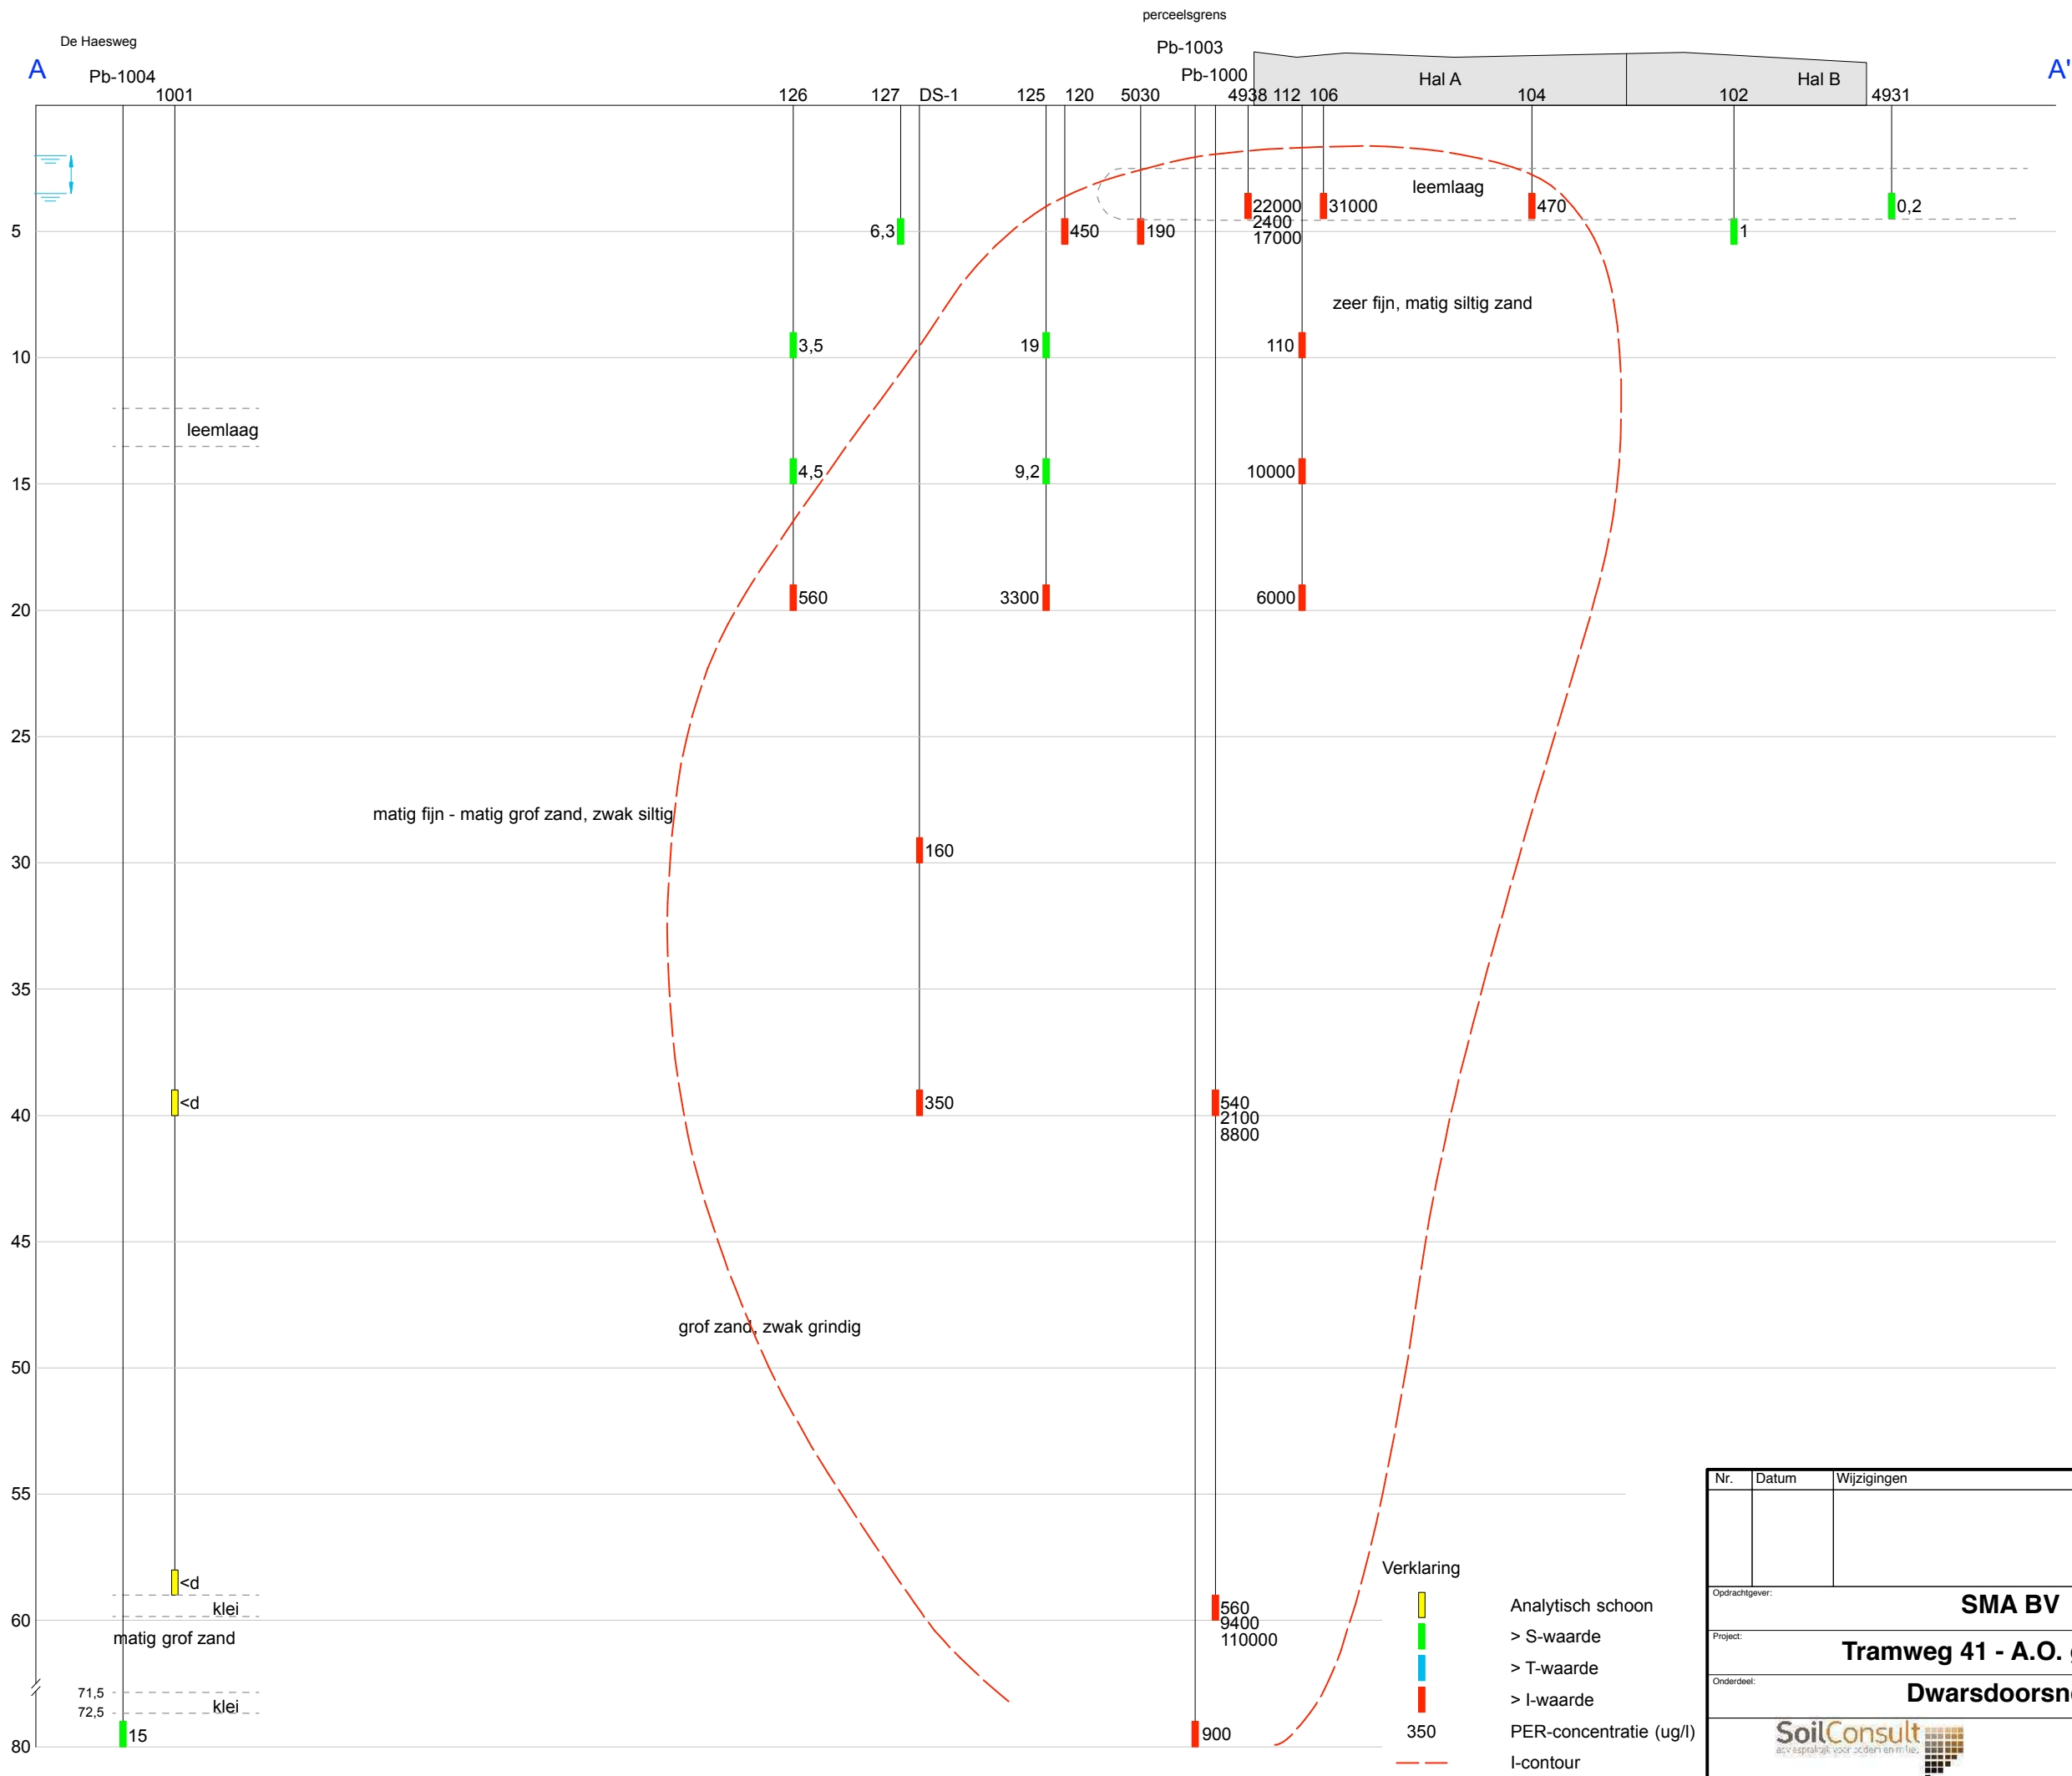 perceelsgrens
De Haesweg
Pb-1003
A
Pb-1004
Pb-1000
Hal A
Hal B
A'
1001
126
127
DS-1
125
120
5030
4938
112
106
104
102
4931
leemlaag
22000
2400
17000
31000
470
0,2
5
6,3
450
190
1
zeer fijn, matig siltig zand
10
3,5
19
110
leemlaag
15
4,5
9,2
10000
20
560
3300
6000
25
matig fijn - matig grof zand, zwak siltig
30
160
35
<d
350
540
2100
8800
40
45
grof zand, zwak grindig
50
55
Nr.
Datum
Wijzigingen
Verklaring
<d
klei
60
matig grof zand
560
9400
110000
Analytisch schoon
> S-waarde
> T-waarde
> I-waarde
350
PER-concentratie (ug/l)
I-contour
Opdrachtgever:
SMA BV
Project:
Tramweg 41 - A.O.
Onderdeel:
71,5
klei
72,5
80
15
900
SoilConsult